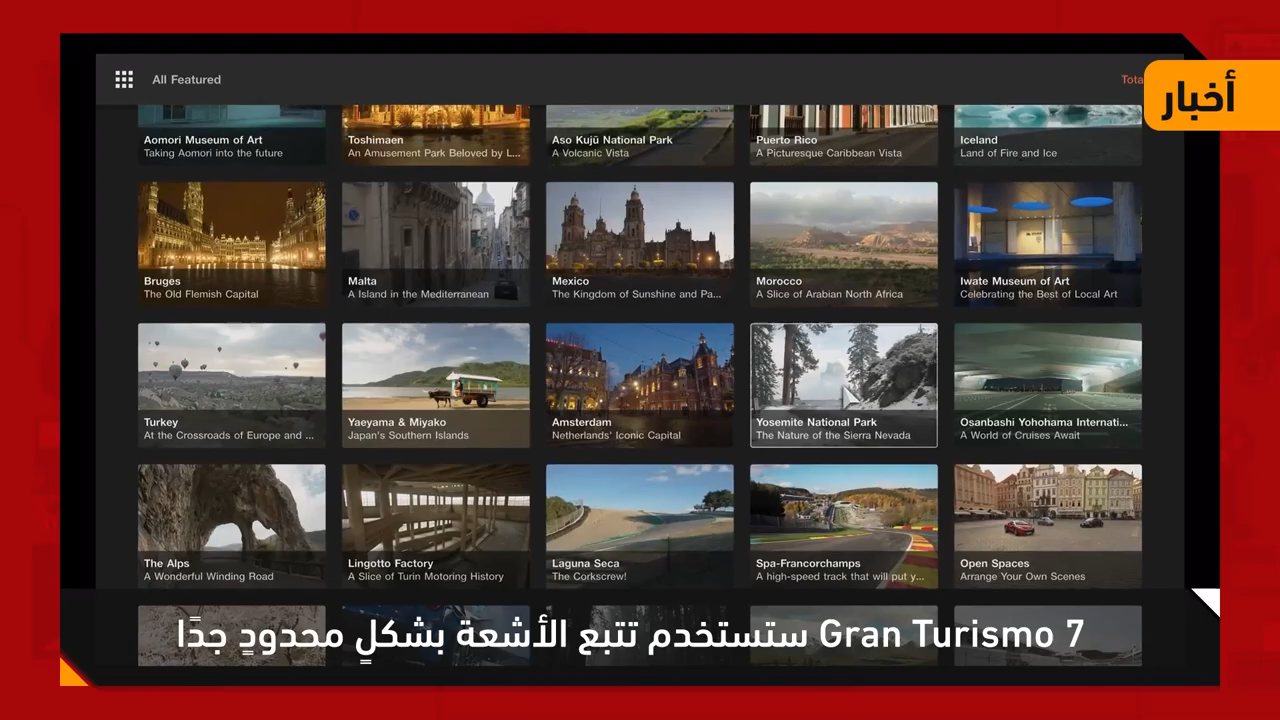 All Featured
Tota
أخبار
Aomori Museum of Art
Taking Aomori into the future
Toshimaen
An Amusement Park Beloved by L...
Aso Kujū National Park
A Volcanic Vista
Puerto Rico
A Picturesque Caribbean Vista
Iceland
Land of Fire and Ice
Bruges
The Old Flemish Capital
Malta
A Island in the Mediterranean
Mexico
The Kingdom of Sunshine and Pa...
Morocco
A Slice of Arabian North Africa
Iwate Museum of Art
Celebrating the Best of Local Art
Turkey
At the Crossroads of Europe and ...
Yaeyama & Miyako
Japan's Southern Islands
Amsterdam
Netherlands' Iconic Capital
Yosemite National Park
The Nature of the Sierra Nevada
Osanbashi Yohohama Internati...
A World of Cruises Await
The Alps
A Wonderful Winding Road
Lingotto Factory
A Slice of Turin Motoring History
Laguna Seca
The Corkscrew!
Spa-Francorchamps
A high-speed track that will put y...
Open Spaces
Arrange Your Own Scenes
Gran Turismo 7 ستستخدم تتبع الأشعة بشكلٍ محدودٍ جدًا